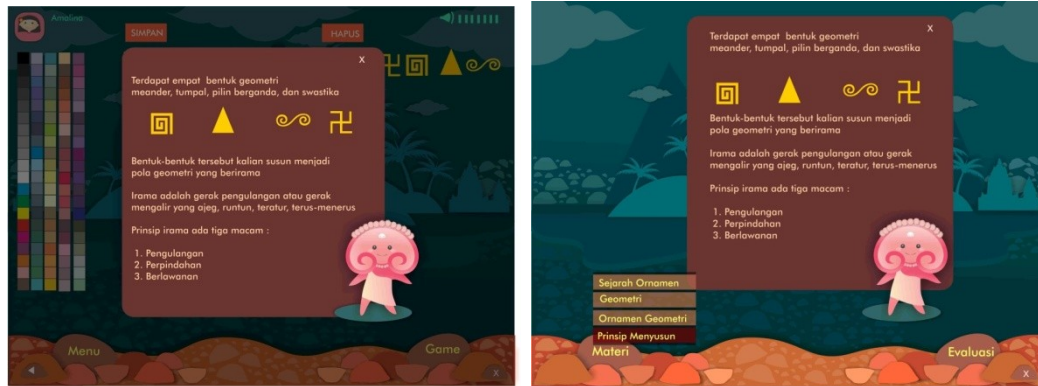 Amalina
SIMPAN
HAPUS
x
Terdapat empat bentuk geometri
meander, tumpal, pilin berganda, dan swastika
Bentuk-bentuk tersebut kalian susun menjadi
pola geometri yang berirama
Irama adalah gerak pengulangan atau gerak
mengalir yang ajeg, runtun, teratur, terus-menerus
Prinsip irama ada tiga macam :
1. Pengulangan
2. Perpindahan
3. Berlawanan
Menu
Game
x
x
Terdapat empat bentuk geometri
meander, tumpal, pilin berganda, dan swastika
Bentuk-bentuk tersebut kalian susun menjadi
pola geometri yang berirama
Irama adalah gerak pengulangan atau gerak
mengalir yang ajeg, runtun, teratur, terus-menerus
Prinsip irama ada tiga macam :
1. Pengulangan
2. Perpindahan
3. Berlawanan
Sejarah Ornamen
Geometri
Ornamen Geometri
Prinsip Menyusun
Materi
Evaluasi
x